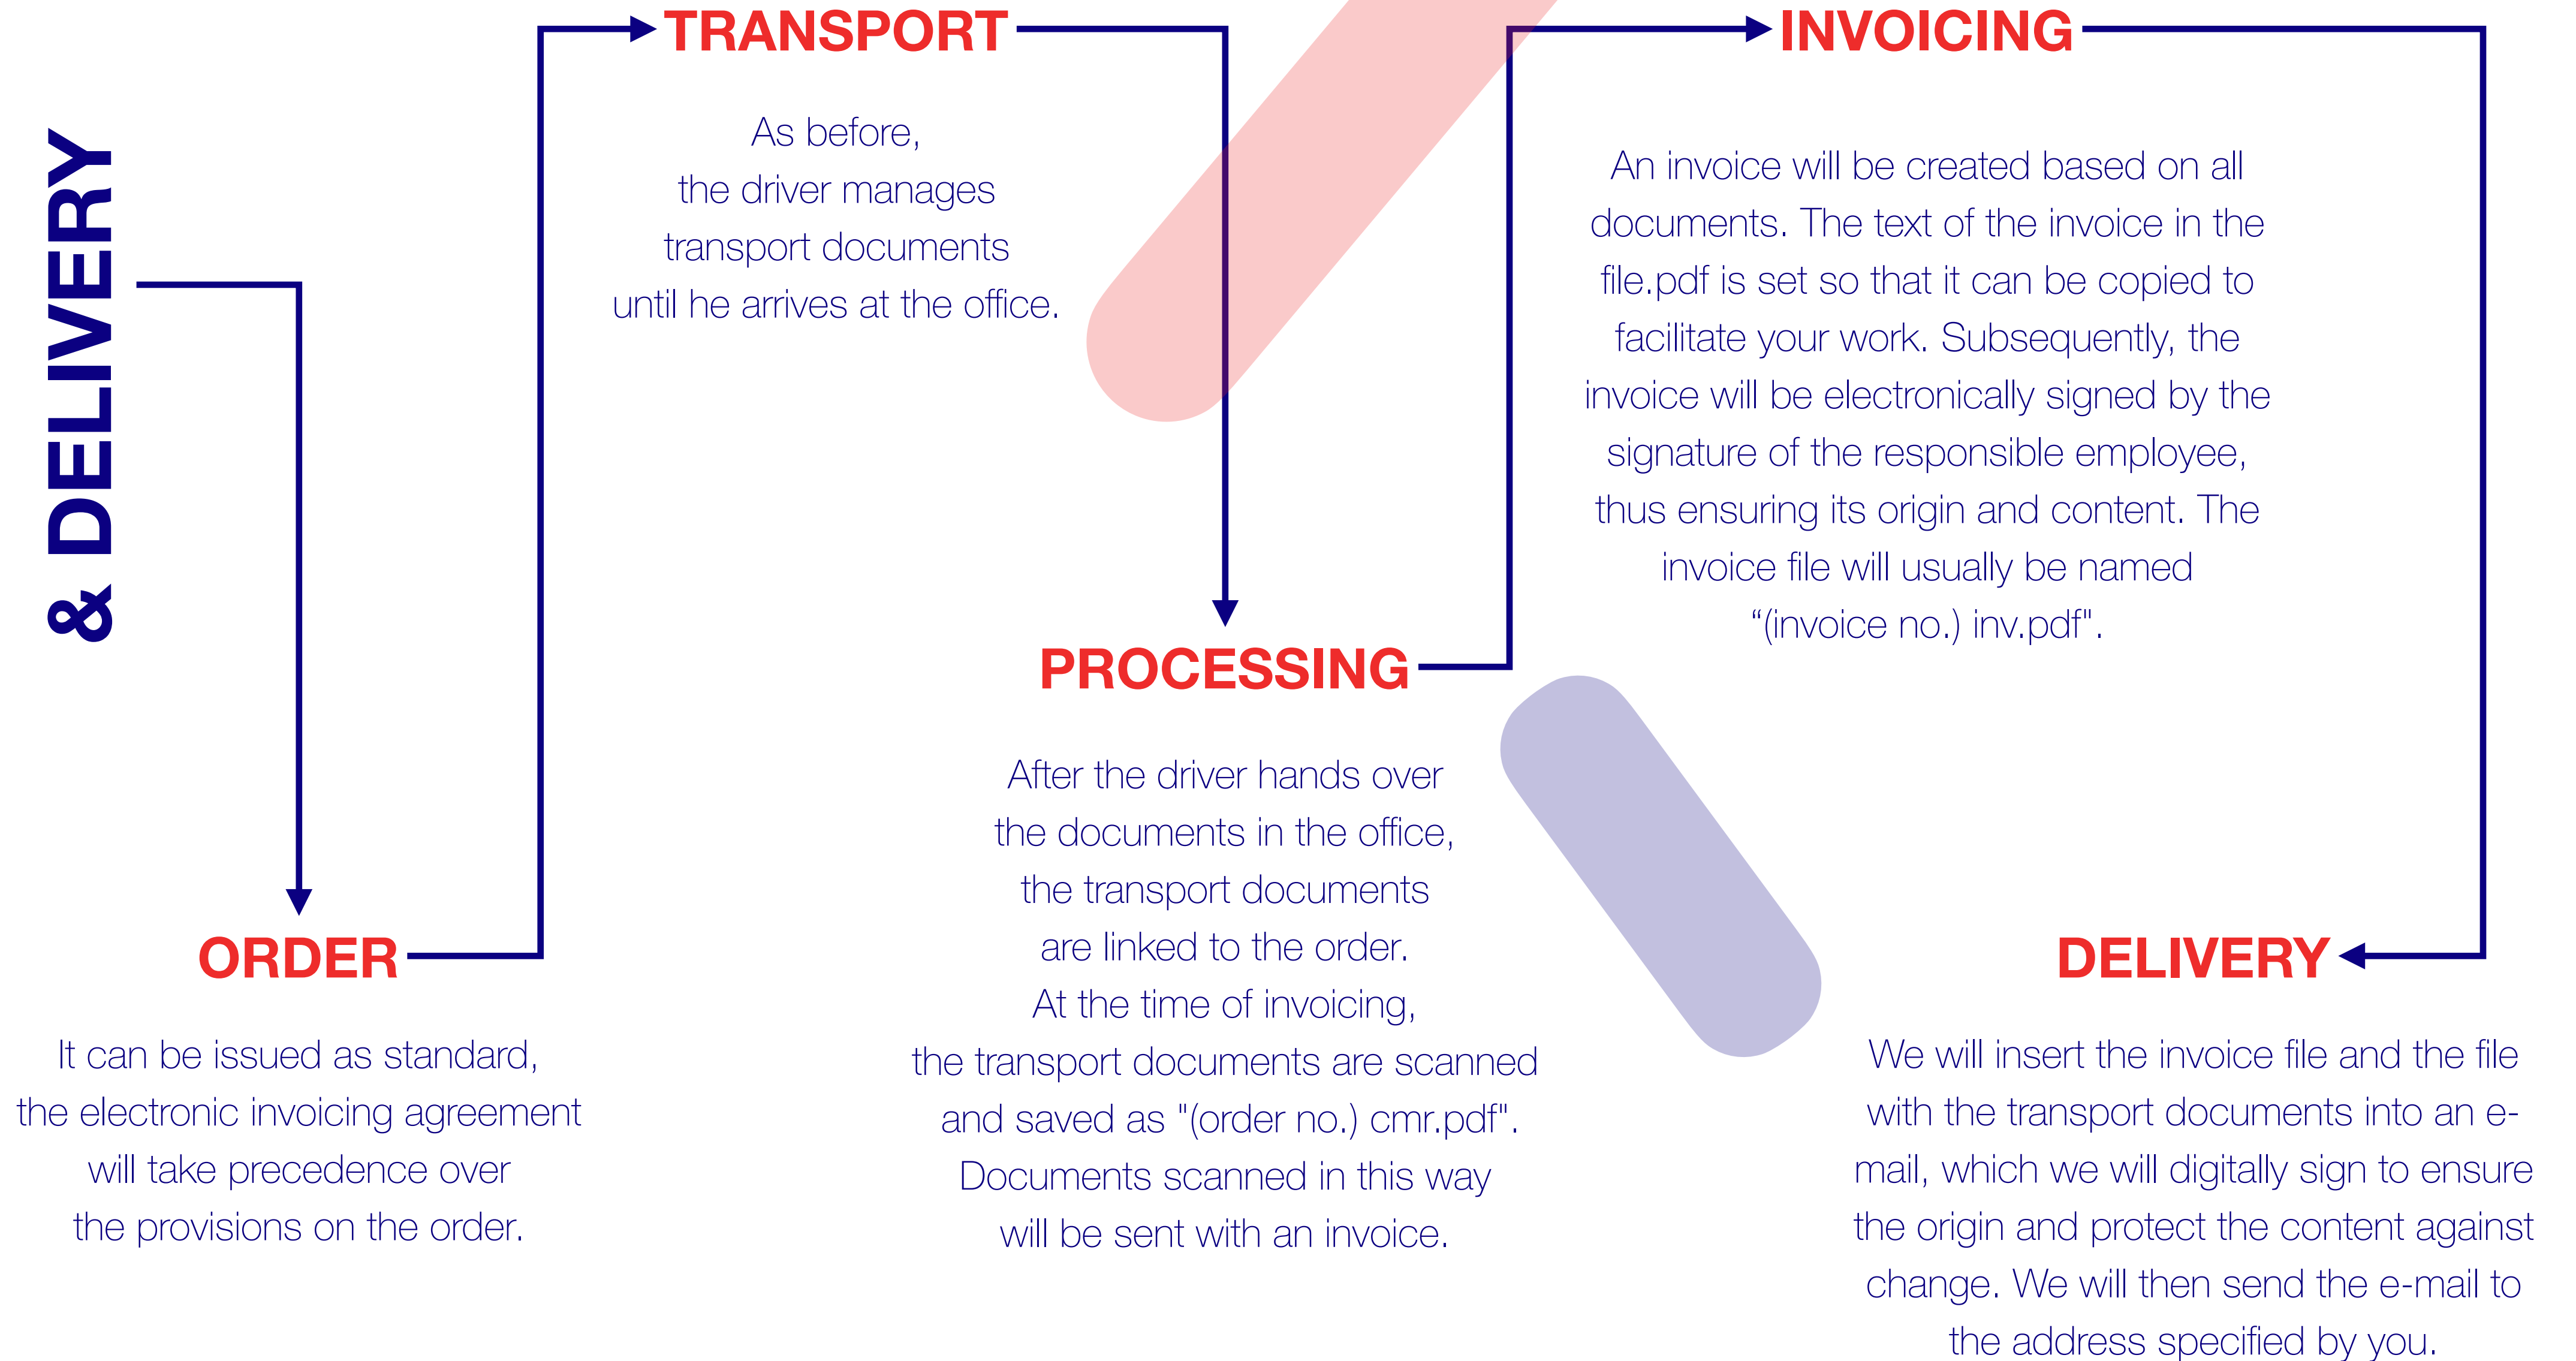 & DELIVERY
ORDER
It can be issued as standard,
the electronic invoicing agreement
will take precedence over
the provisions on the order.
TRANSPORT
As before,
the driver manages
transport documents
until he arrives at the office.
PROCESSING
After the driver hands over
the documents in the office,
the transport documents
are linked to the order.
At the time of invoicing,
the transport documents are scanned
and saved as "(order no.) cmr.pdf".
Documents scanned in this way
will be sent with an invoice.
INVOICING
An invoice will be created based on all
documents. The text of the invoice in the
file.pdf is set so that it can be copied to
facilitate your work. Subsequently, the
invoice will be electronically signed by the
signature of the responsible employee,
thus ensuring its origin and content. The
invoice file will usually be named
“(invoice no.) inv.pdf".
DELIVERY
We will insert the invoice file and the file
with the transport documents into an e-
mail, which we will digitally sign to ensure
the origin and protect the content against
change. We will then send the e-mail to
the address specified by you.